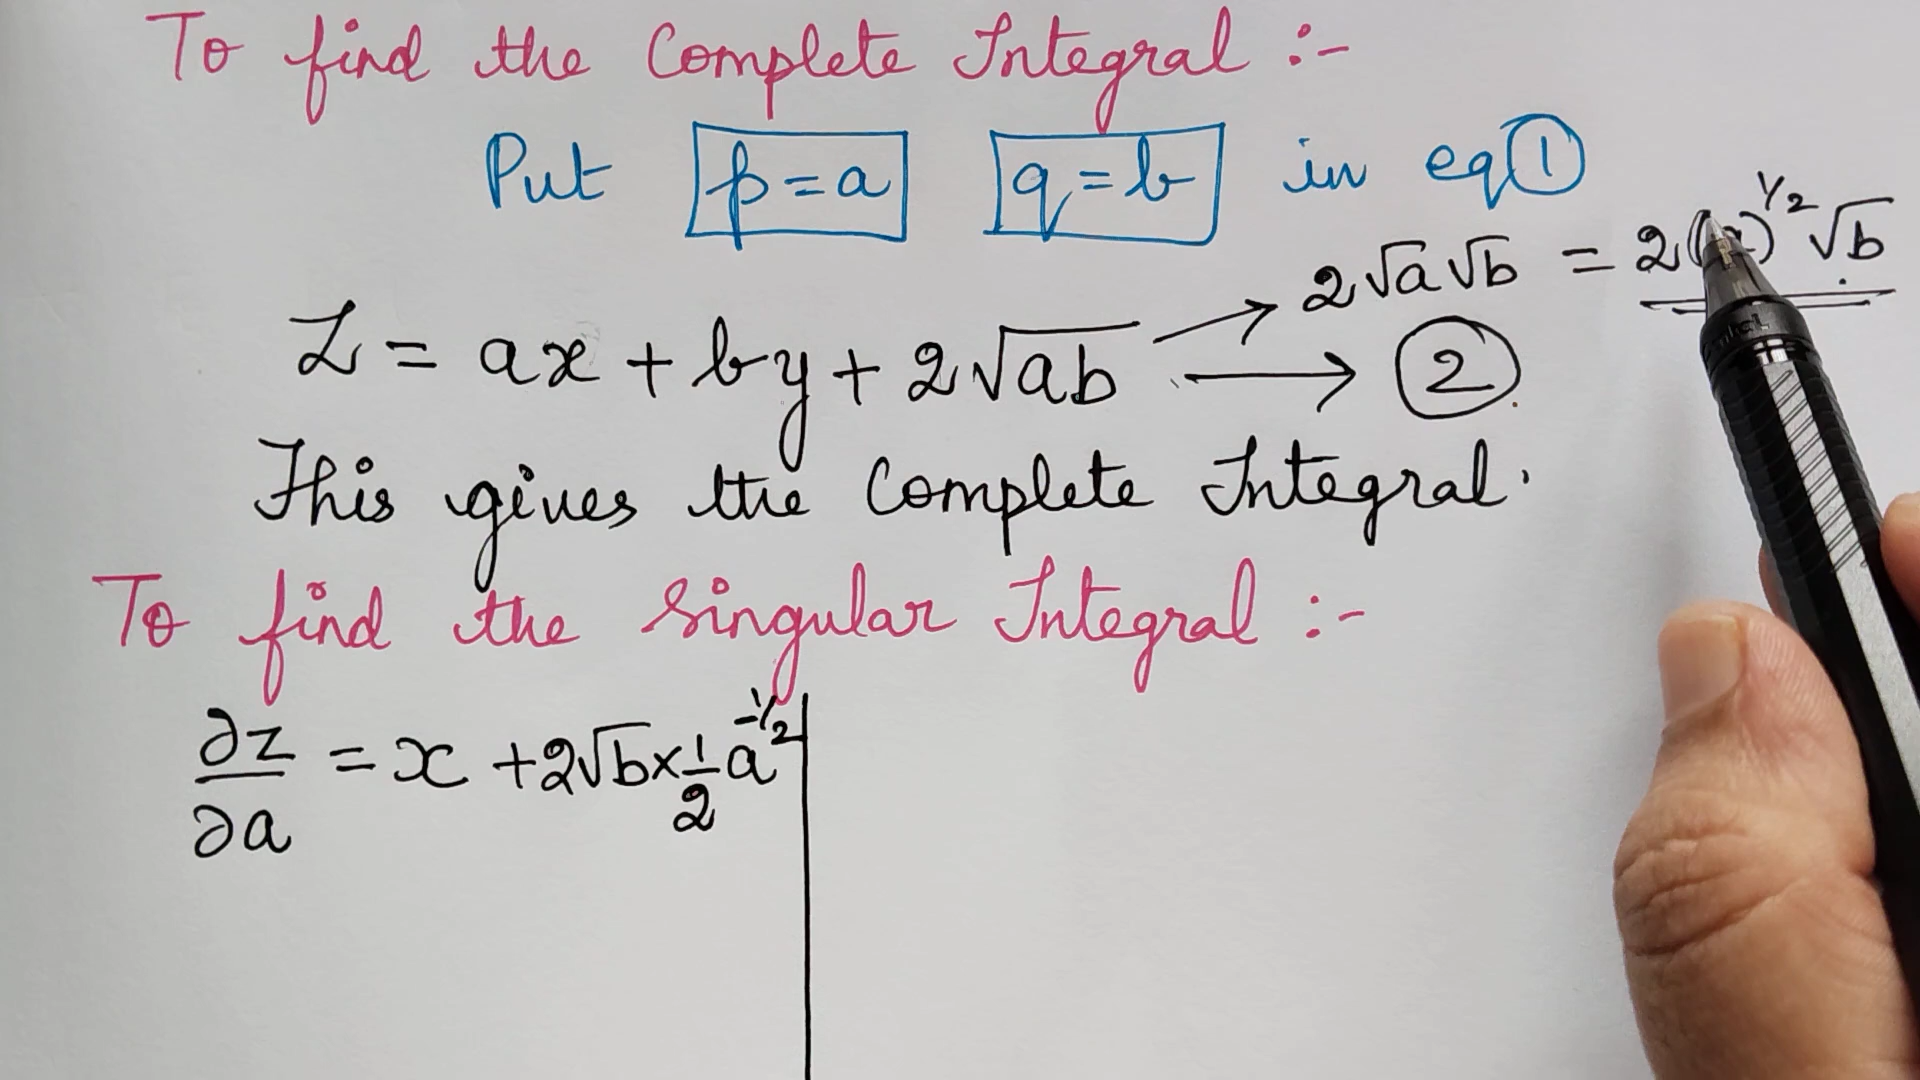 To find the Complete Integral :-
Put p=a q=b in eq ①
2√a√b = 2(a)^1/2 √b
Z = ax + by + 2√ab → ②
This gives the Complete Integral.
To find the Singular Integral :-
∂z/∂a = x + 2√b × 1/2 a^-1/2